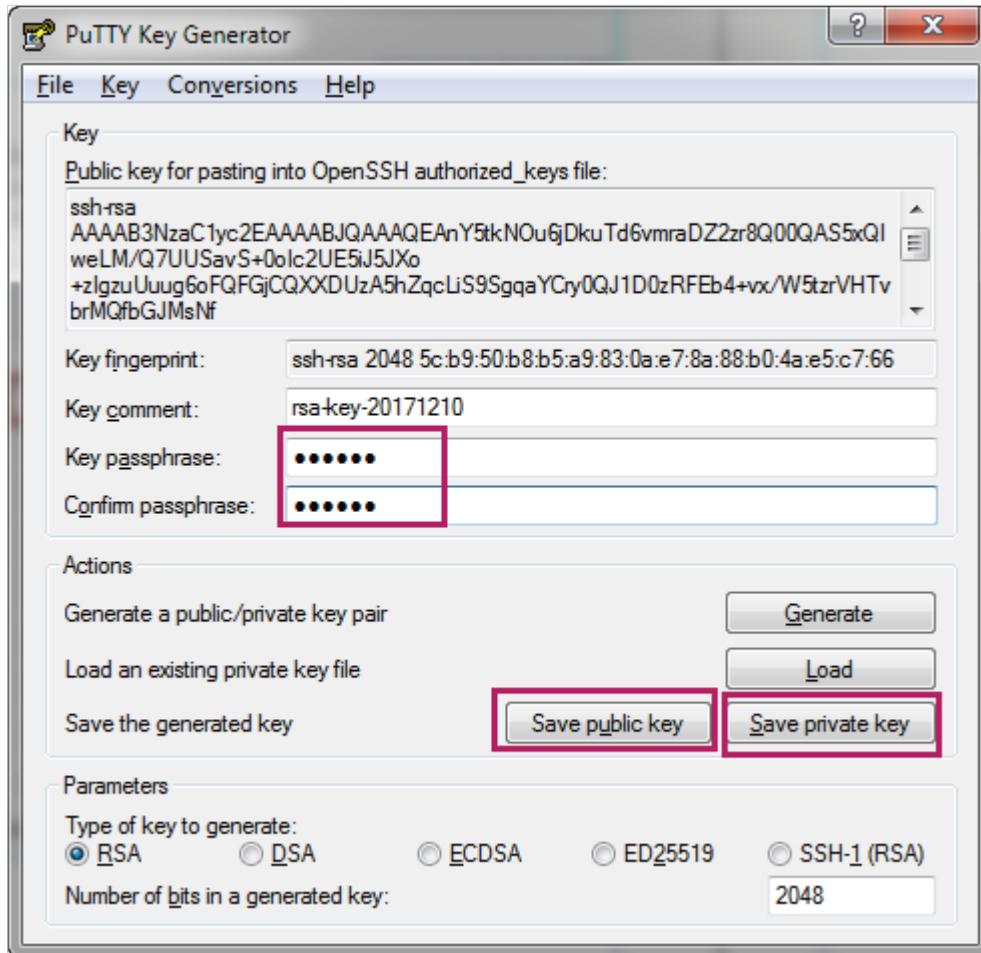 PuTTY Key Generator
File Key Conversions Help
Key
Public key for pasting into OpenSSH authorized_keys file:
ssh-rsa
AAAAB3NzaC1yc2EAAAABJQAAAQEAnY5tkNOu6jDkuTd6vmraDZ2zr8Q00QAS5xQI
weLM/Q7UUSavS+0oIc2UE5iJ5JXo
+zIgzuUuug6oFQFGjCQXXDUzA5hZqcLiS9SgqaYCry0QJ1D0zRFEb4+vx/W5tzrVHTv
brMQfbGJMsNf
Key fingerprint: ssh-rsa 2048 5c:b9:50:b8:b5:a9:83:0a:e7:8a:88:b0:4a:e5:c7:66
Key comment: rsa-key-20171210
Key passphrase: ●●●●●●
Confirm passphrase: ●●●●●●
Actions
Generate a public/private key pair Generate
Load an existing private key file Load
Save the generated key Save public key Save private key
Parameters
Type of key to generate:
RSA DSA ECDSA ED25519 SSH-1 (RSA)
Number of bits in a generated key: 2048